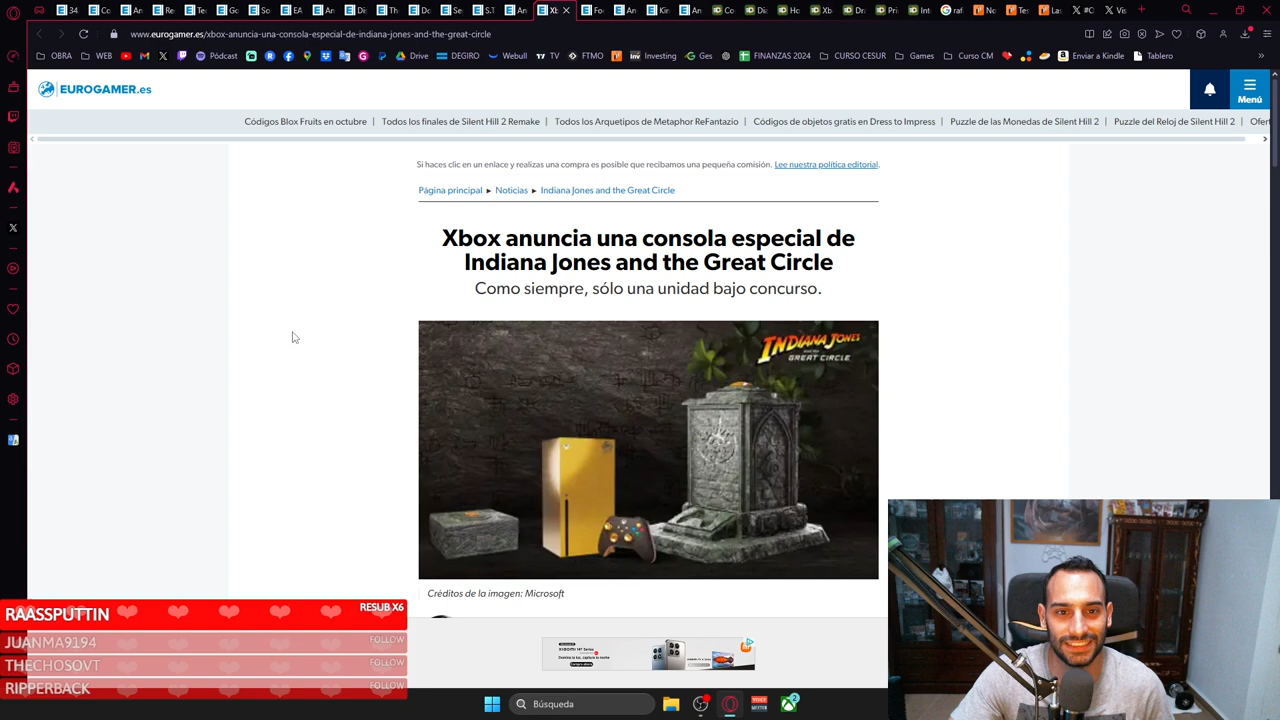 www.eurogamer.es/xbox-anuncia-una-consola-especial-de-indiana-jones-and-the-great-circle
OBRA WEB Pódcast Drive DEGIRO Webull TV FTMO Investing Ges FINANZAS 2024 CURSO CESUR Games Curso CM Enviar a Kindle Tablero
EUROGAMER.es
Menú
Códigos Blox Fruits en octubre | Todos los finales de Silent Hill 2 Remake | Todos los Arquetipos de Metaphor ReFantazio | Códigos de objetos gratis en Dress to Impress | Puzzle de las Monedas de Silent Hill 2 | Puzzle del Reloj de Silent Hill 2 | Ofer
Si haces clic en un enlace y realizas una compra es posible que recibamos una pequeña comisión. Lee nuestra política editorial.
Página principal ▸ Noticias ▸ Indiana Jones and the Great Circle
Xbox anuncia una consola especial de
Indiana Jones and the Great Circle
Como siempre, sólo una unidad bajo concurso.
INDIANA JONES
GREAT CIRCLE
Créditos de la imagen: Microsoft
RAASSPUTTIN RESUB X6
JUANMA9194 FOLLOW
THECHOSOVT FOLLOW
RIPPERBACK FOLLOW
Búsqueda